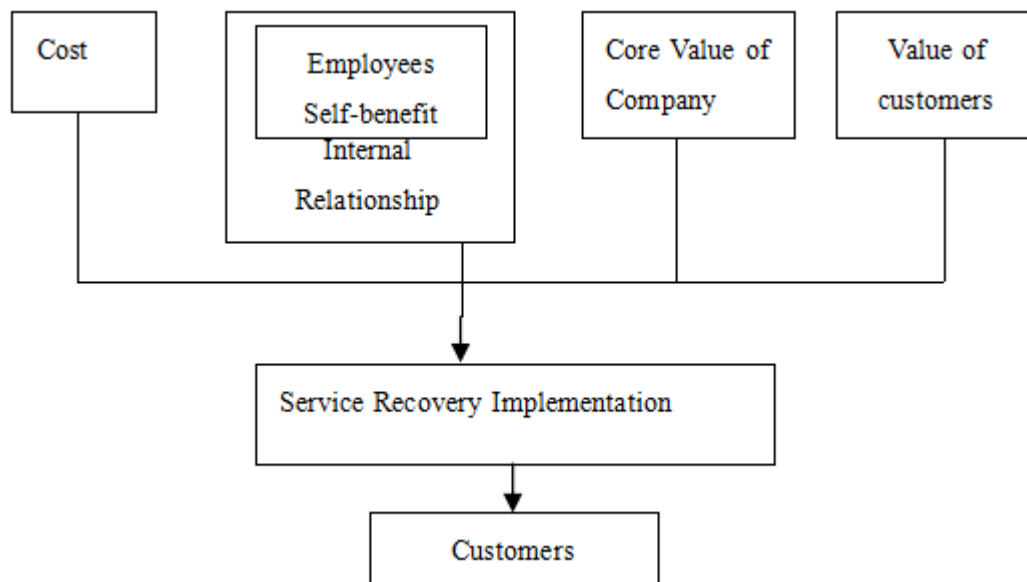 Cost
Employees
Self-benefit
Internal
Relationship
Core Value of
Company
Value of
customers
Service Recovery Implementation
Customers